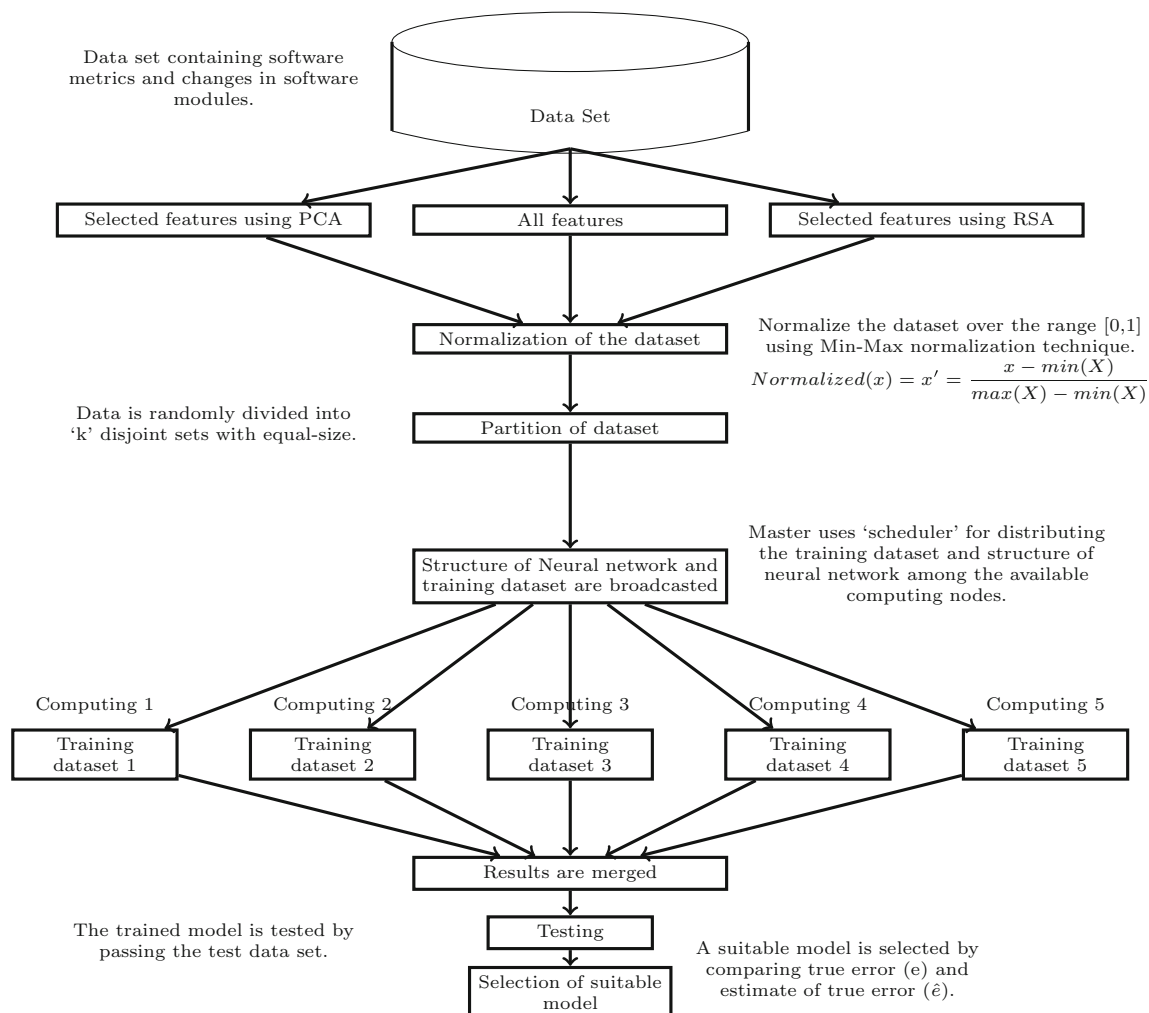 Data set containing software
metrics and changes in software
modules.
Data Set
Selected features using PCA
All features
Selected features using RSA
Normalization of the dataset
Normalize the dataset over the range [0,1]
using Min-Max normalization technique.
Normalized(x) = x′ = \frac{x − min(X)}{max(X) − min(X)}
Data is randomly divided into
‘k’ disjoint sets with equal-size.
Partition of dataset
Master uses ‘scheduler’ for distributing
the training dataset and structure of
neural network among the available
computing nodes.
Structure of Neural network and
training dataset are broadcasted
Computing 1
Computing 2
Computing 3
Computing 4
Computing 5
Training
dataset 1
Training
dataset 2
Training
dataset 3
Training
dataset 4
Training
dataset 5
Results are merged
The trained model is tested by
passing the test data set.
Testing
A suitable model is selected by
comparing true error (e) and
estimate of true error (ê).
Selection of suitable
model